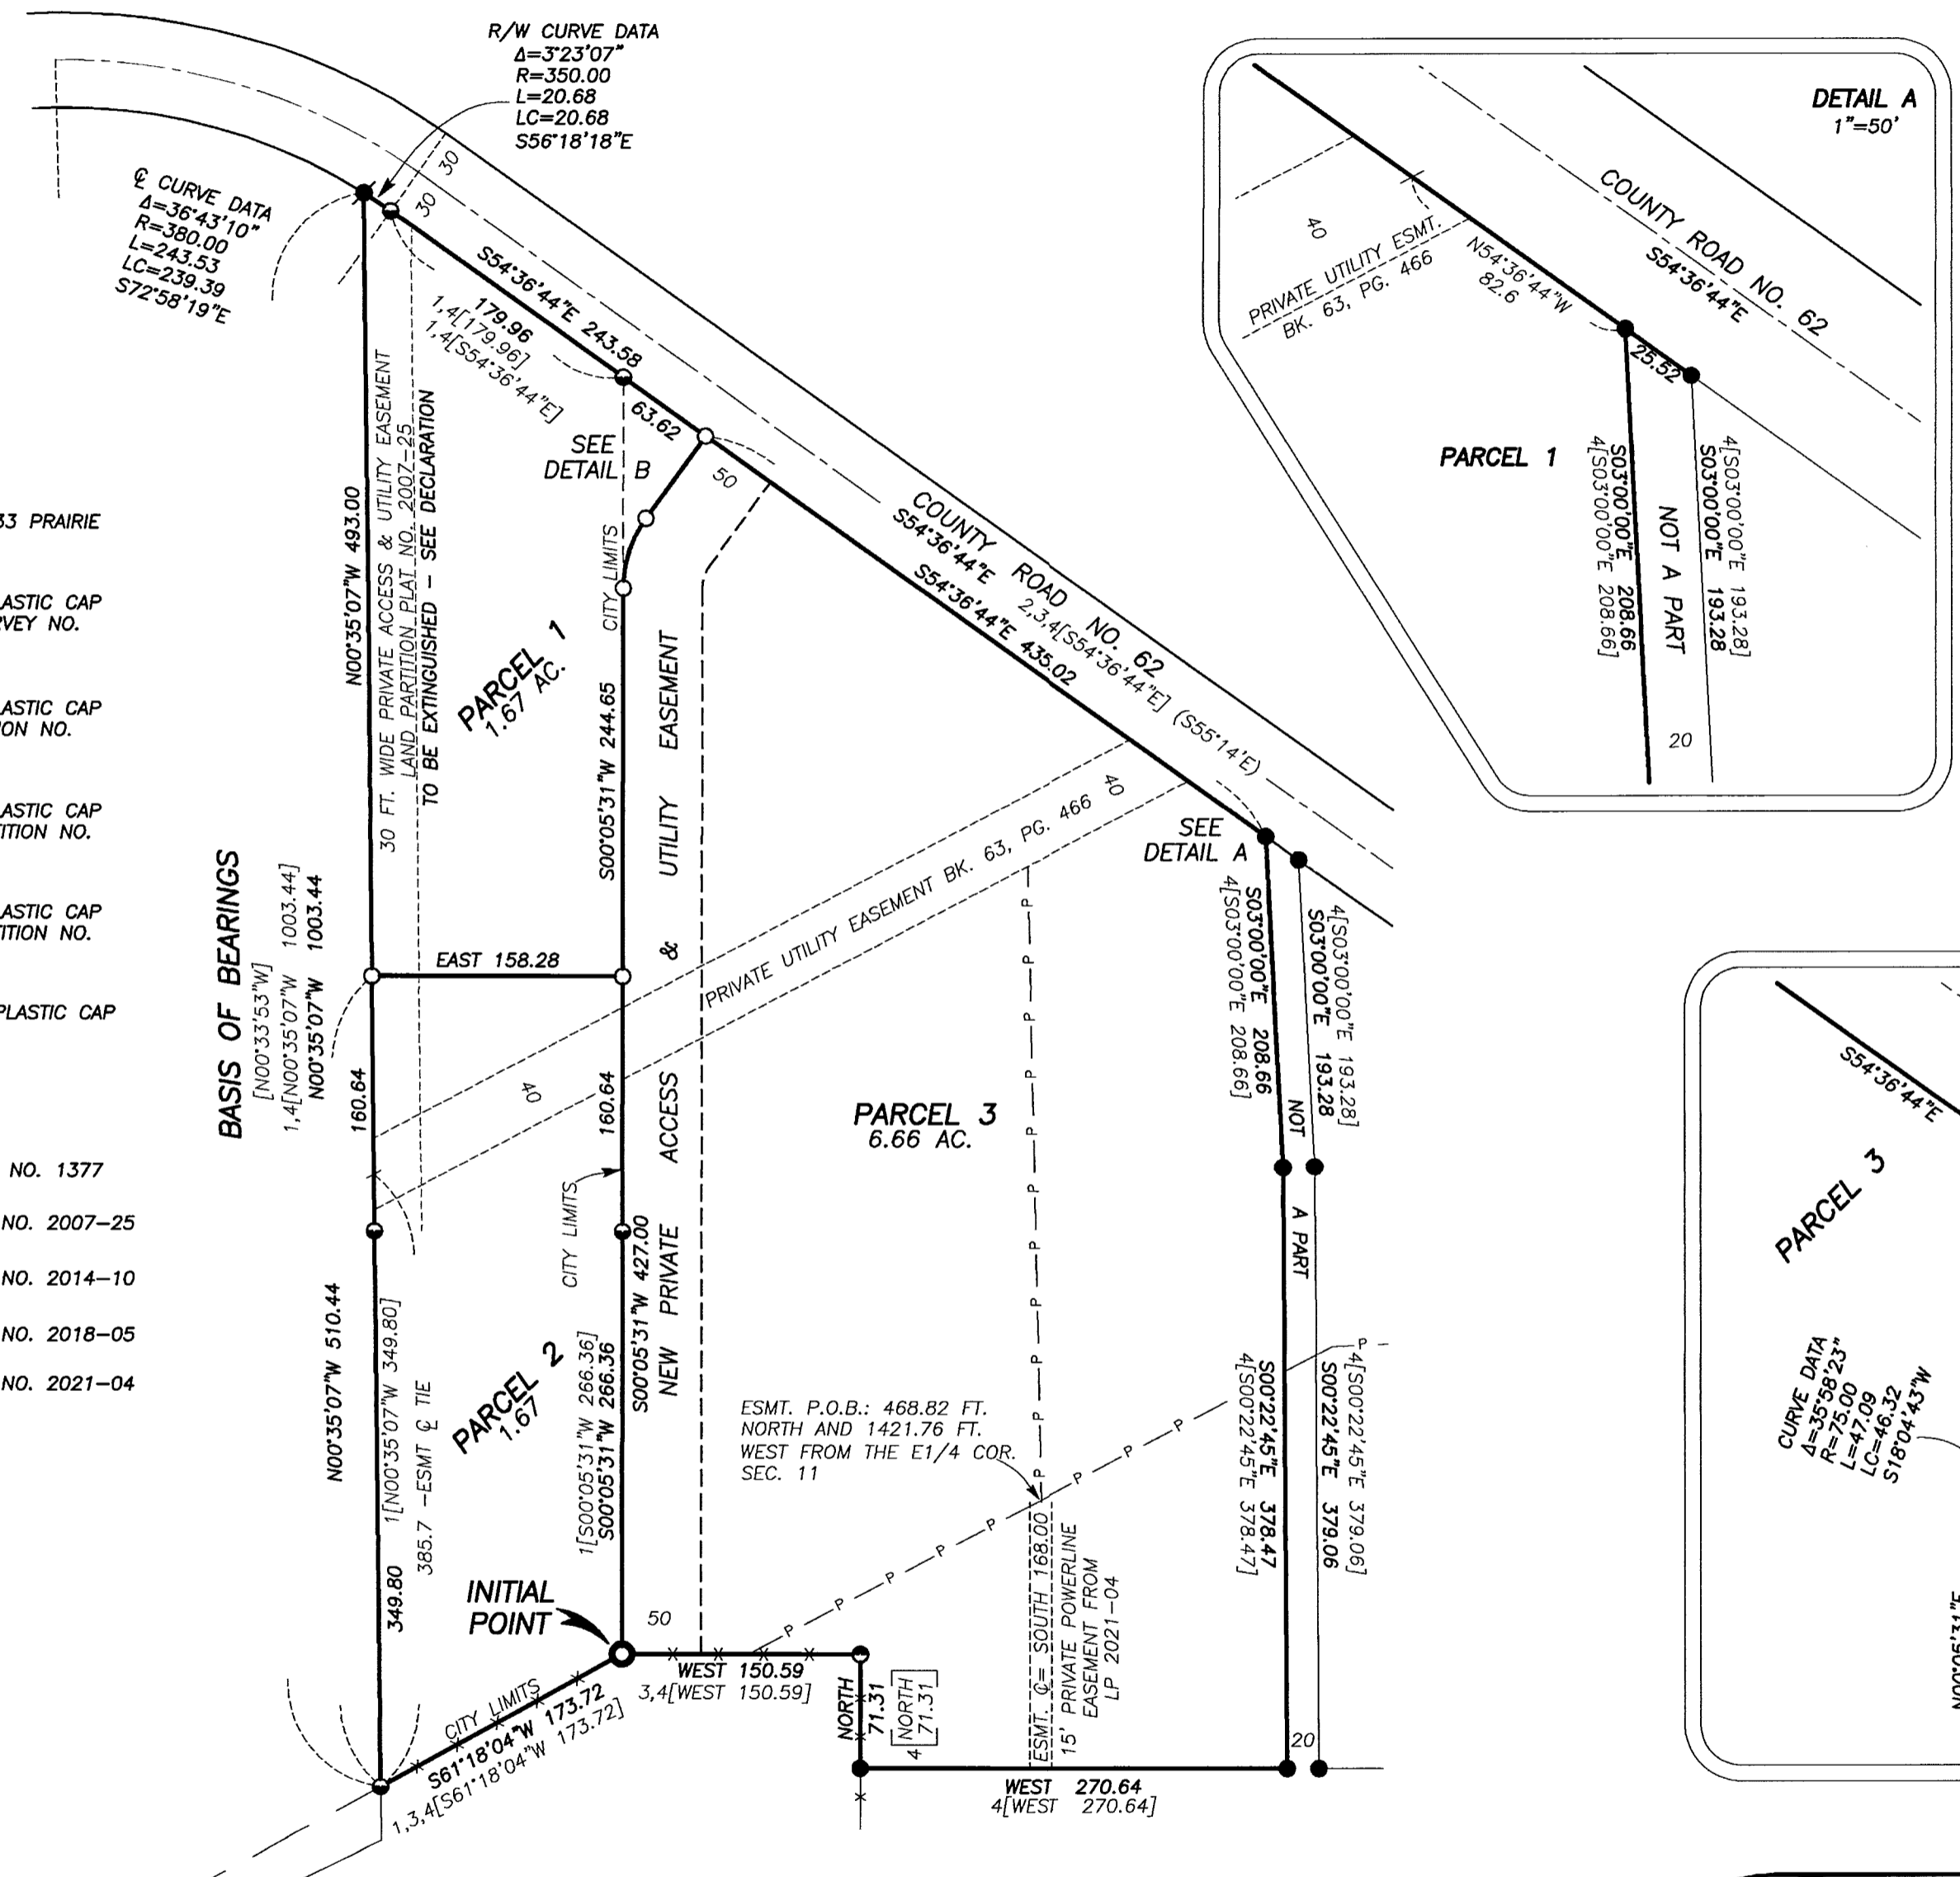 R/W CURVE DATA
Δ=3°23'07"
R=350.00
L=20.68
LC=20.68
S56°18'18"E
30
30
℄ CURVE DATA
Δ=36°43'10"
R=380.00
L=243.53
LC=239.39
S72°58'19"E
S54°36'44"E 243.58
179.96
1,4[179.96]
1,4[S54°36'44"E]
63.62
SEE
DETAIL B
50
33 PRAIRIE
LASTIC CAP
RVEY NO.
LASTIC CAP
ION NO.
LASTIC CAP
TITION NO.
LASTIC CAP
TITION NO.
PLASTIC CAP
NO. 1377
NO. 2007-25
NO. 2014-10
NO. 2018-05
NO. 2021-04
BASIS OF BEARINGS
[N00°33'53"W]
1,4[N00°35'07"W 1003.44]
N00°35'07"W 1003.44
N00°35'07"W 493.00
30 FT. WIDE PRIVATE ACCESS & UTILITY EASEMENT
LAND PARTITION PLAT NO. 2007-25
TO BE EXTINGUISHED - SEE DECLARATION
PARCEL 1
1.67 AC.
CITY LIMITS
S00°05'31"W 244.65
COUNTY ROAD NO. 62
S54°36'44"E
2,3,4[S54°36'44"E] (S55°14'E)
S54°36'44"E 435.02
EAST 158.28
160.64
160.64
40
PRIVATE UTILITY EASEMENT BK. 63, PG. 466
40
NEW PRIVATE ACCESS & UTILITY EASEMENT
PARCEL 3
6.66 AC.
SEE
DETAIL A
S03°00'00"E 208.66
4[S03°00'00"E 208.66]
4[S03°00'00"E 193.28]
S03°00'00"E 193.28
NOT A PART
CITY LIMITS
S00°05'31"W 427.00
N00°35'07"W 510.44
1[N00°35'07"W 349.80]
349.80
385.7 -ESMT ℄ TIE
PARCEL 2
1.67
1[S00°05'31"W 266.36]
S00°05'31"W 266.36
ESMT. P.O.B.: 468.82 FT.
NORTH AND 1421.76 FT.
WEST FROM THE E1/4 COR.
SEC. 11
P P P P P P P P
P P P P P P P P P
S00°22'45"E 378.47
4[S00°22'45"E 378.47]
4[S00°22'45"E 379.06]
S00°22'45"E 379.06
INITIAL
POINT
50
WEST 150.59
3,4[WEST 150.59]
NORTH
71.31
4[NORTH
71.31]
ESMT. ℄= SOUTH 168.00
15' PRIVATE POWERLINE
EASEMENT FROM
LP 2021-04
CITY LIMITS
S61°18'04"W 173.72
1,3,4[S61°18'04"W 173.72]
WEST 270.64
4[WEST 270.64]
20
DETAIL A
1"=50'
COUNTY ROAD NO. 62
S54°36'44"E
40
PRIVATE UTILITY ESMT.
BK. 63, PG. 466
N54°36'44"W
82.6
25.52
PARCEL 1
S03°00'00"E 208.66
4[S03°00'00"E 208.66]
NOT A PART
4[S03°00'00"E 193.28]
S03°00'00"E 193.28
20
S54°36'44"E
PARCEL 3
CURVE DATA
Δ=35°58'23"
R=75.00
L=47.09
LC=46.32
S18°04'43"W